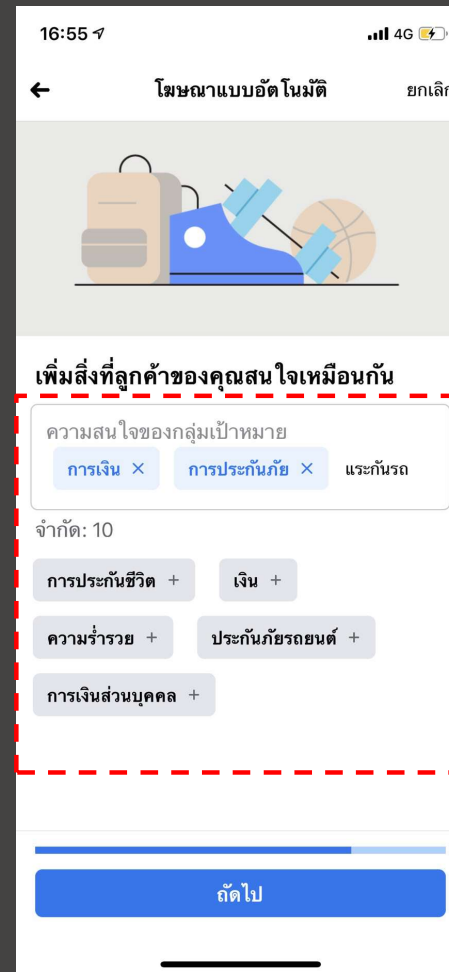 16:55 4G
โฆษณาแบบอัตโนมัติ ยกเลิก
เพิ่มสิ่งที่ลูกค้าของคุณสนใจเหมือนกัน
ความสนใจของกลุ่มเป้าหมาย
การเงิน × การประกันภัย × แระกันรถ
จำกัด: 10
การประกันชีวิต + เงิน +
ความร่ำรวย + ประกันภัยรถยนต์ +
การเงินส่วนบุคคล +
ถัดไป